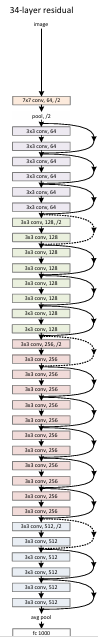 34-layer residual
image
7x7 conv, 64, /2
pool, /2
3x3 conv, 64
3x3 conv, 64
3x3 conv, 64
3x3 conv, 64
3x3 conv, 64
3x3 conv, 64
3x3 conv, 128, /2
3x3 conv, 128
3x3 conv, 128
3x3 conv, 128
3x3 conv, 128
3x3 conv, 128
3x3 conv, 128
3x3 conv, 128
3x3 conv, 256, /2
3x3 conv, 256
3x3 conv, 256
3x3 conv, 256
3x3 conv, 256
3x3 conv, 256
3x3 conv, 256
3x3 conv, 256
3x3 conv, 256
3x3 conv, 256
3x3 conv, 256
3x3 conv, 256
3x3 conv, 512, /2
3x3 conv, 512
3x3 conv, 512
3x3 conv, 512
3x3 conv, 512
3x3 conv, 512
avg pool
fc 1000